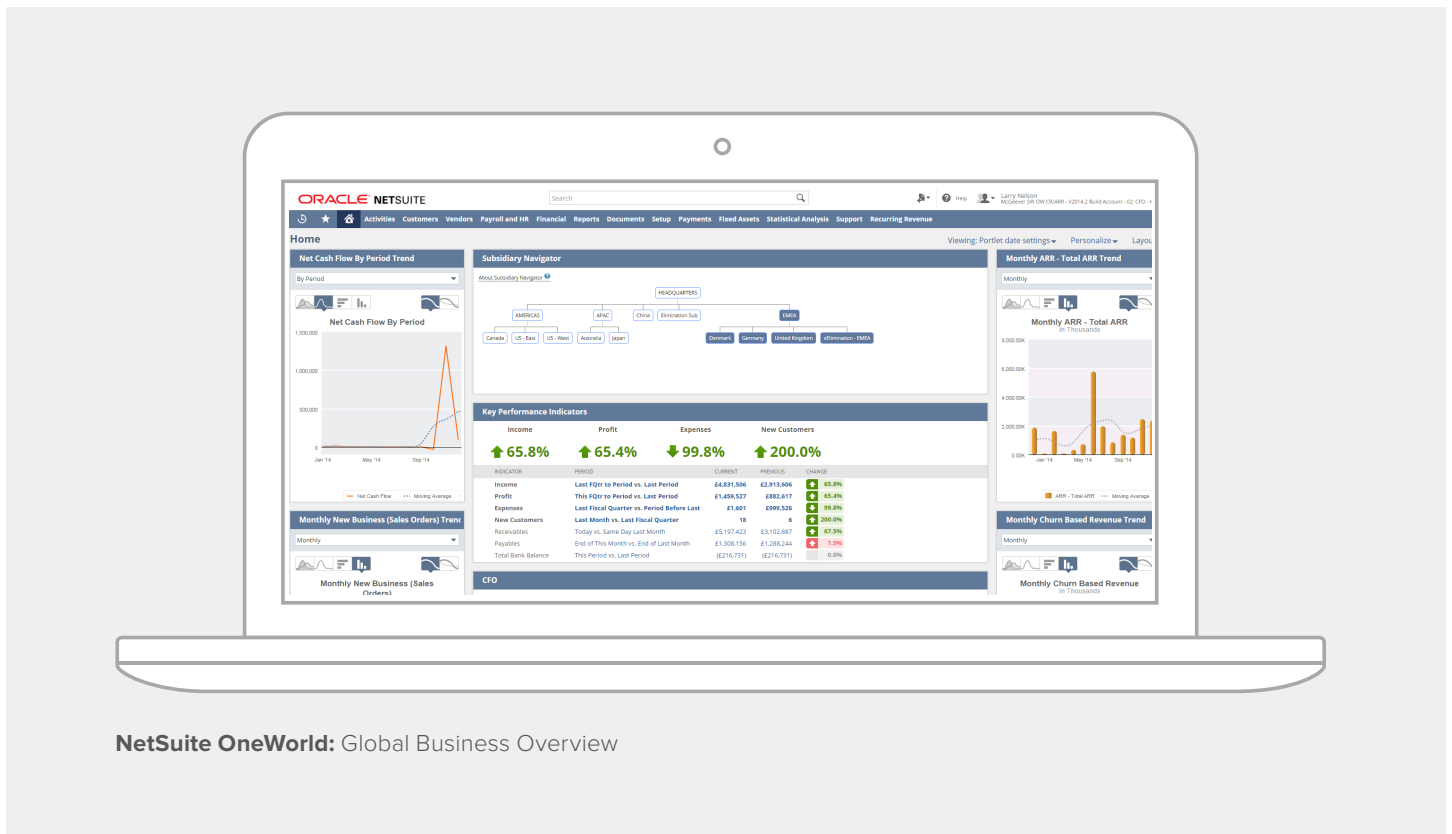 ORACLE NETSUITE
Search
Help
Larry Nelson
McGeever SW OW CR/ARR - V2014.2 Build Account - 02: CFO -
Activities Customers Vendors Payroll and HR Financial Reports Documents Setup Payments Fixed Assets Statistical Analysis Support Recurring Revenue
Home
Viewing: Portlet date settings Personalize Layou
Net Cash Flow By Period Trend
By Period
Net Cash Flow By Period
1,500,000
1,000,000
500,000
0
Jan '14 May '14 Sep '14
Net Cash Flow Moving Average
Monthly New Business (Sales Orders) Trend
Monthly
Monthly New Business (Sales
Orders)
Subsidiary Navigator
About Subsidiary Navigator
HEADQUARTERS
AMERICAS APAC China Elimination Sub EMEA
Canada US - East US - West Australia Japan Denmark Germany United Kingdom xElimination - EMEA
Key Performance Indicators
Income Profit Expenses New Customers
65.8% 65.4% 99.8% 200.0%
INDICATOR PERIOD CURRENT PREVIOUS CHANGE
Income Last FQtr to Period vs. Last Period £4,831,506 £2,913,606 65.8%
Profit This FQtr to Period vs. Last Period £1,459,527 £882,617 65.4%
Expenses Last Fiscal Quarter vs. Period Before Last £1,601 £999,526 99.8%
New Customers Last Month vs. Last Fiscal Quarter 18 6 200.0%
Receivables Today vs. Same Day Last Month £5,197,423 £3,102,887 67.5%
Payables End of This Month vs. End of Last Month £1,308,156 £1,288,244 1.5%
Total Bank Balance This Period vs. Last Period (£216,731) (£216,731) 0.0%
CFO
Monthly ARR - Total ARR Trend
Monthly
Monthly ARR - Total ARR
In Thousands
8,000.00K
6,000.00K
4,000.00K
2,000.00K
0.00K
Jan '14 May '14 Sep '14
ARR - Total ARR Moving Average
Monthly Churn Based Revenue Trend
Monthly
Monthly Churn Based Revenue
In Thousands
NetSuite OneWorld: Global Business Overview